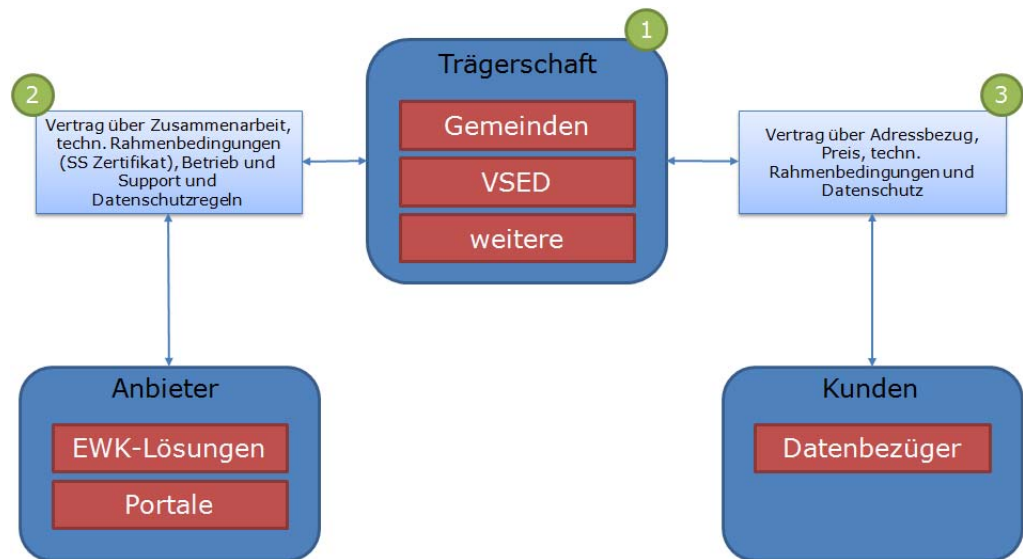 1
Trägerschaft
Gemeinden
VSED
weitere
2
Vertrag über Zusammenarbeit,
techn. Rahmenbedingungen
(SS Zertifikat), Betrieb und
Support und
Datenschutzregeln
3
Vertrag über Adressbezug,
Preis, techn.
Rahmenbedingungen und
Datenschutz
Anbieter
EWK-Lösungen
Portale
Kunden
Datenbezüger